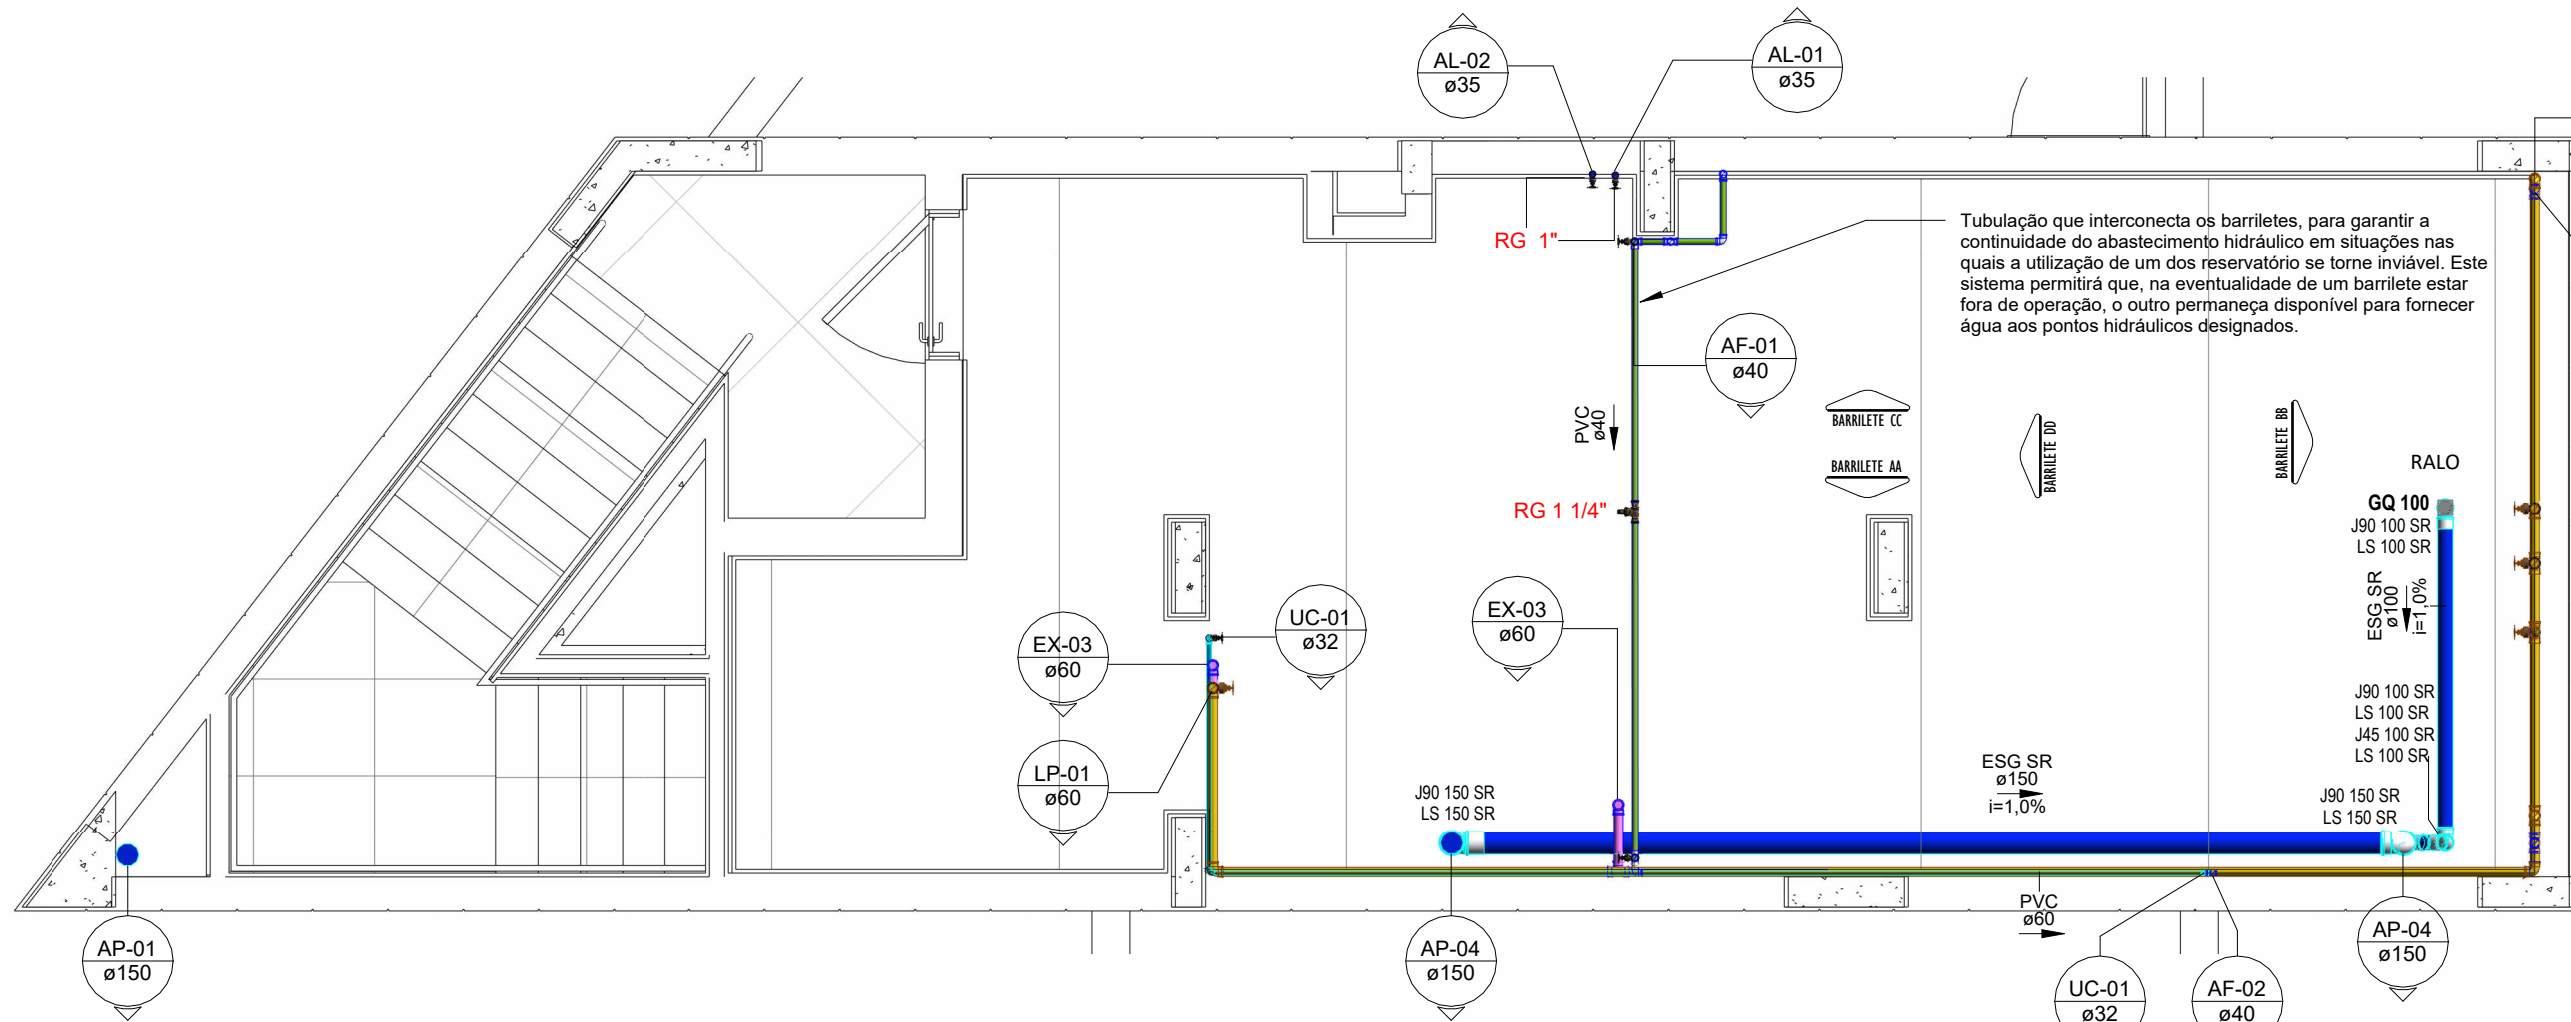 AL-02
ø35
AL-01
ø35
RG  1"
Tubulação que interconecta os barriletes, para garantir a
continuidade do abastecimento hidráulico em situações nas
quais a utilização de um dos reservatório se torne inviável. Este
sistema permitirá que, na eventualidade de um barrilete estar
fora de operação, o outro permaneça disponível para fornecer
água aos pontos hidráulicos designados.
AF-01
ø40
PVC
ø40
BARRILETE CC
BARRILETE AA
BARRILETE DD
BARRILETE BB
RALO
RG 1 1/4"
GQ 100
J90 100 SR
LS 100 SR
ESG SR
ø100
i=1,0%
EX-03
ø60
UC-01
ø32
EX-03
ø60
LP-01
ø60
J90 100 SR
LS 100 SR
J45 100 SR
LS 100 SR
ESG SR
ø150
i=1,0%
J90 150 SR
LS 150 SR
J90 150 SR
LS 150 SR
PVC
ø60
AP-01
ø150
AP-04
ø150
UC-01
ø32
AF-02
ø40
AP-04
ø150